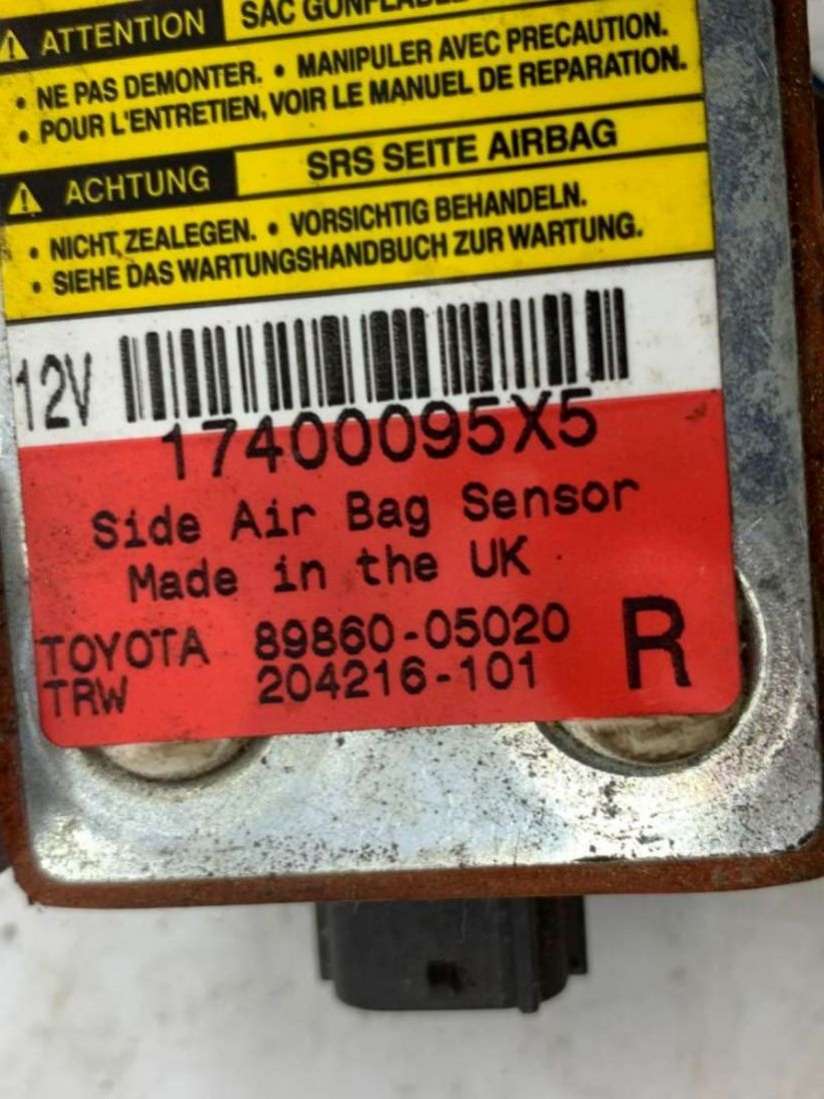 ATTENTION SAC GONFLABLE
• NE PAS DEMONTER. • MANIPULER AVEC PRECAUTION.
• POUR L'ENTRETIEN, VOIR LE MANUEL DE REPARATION.
ACHTUNG SRS SEITE AIRBAG
• NICHT ZEALEGEN. • VORSICHTIG BEHANDELN.
• SIEHE DAS WARTUNGSHANDBUCH ZUR WARTUNG.
12V
17400095X5
Side Air Bag Sensor
Made in the UK
TOYOTA 89860-05020
TRW 204216-101 R